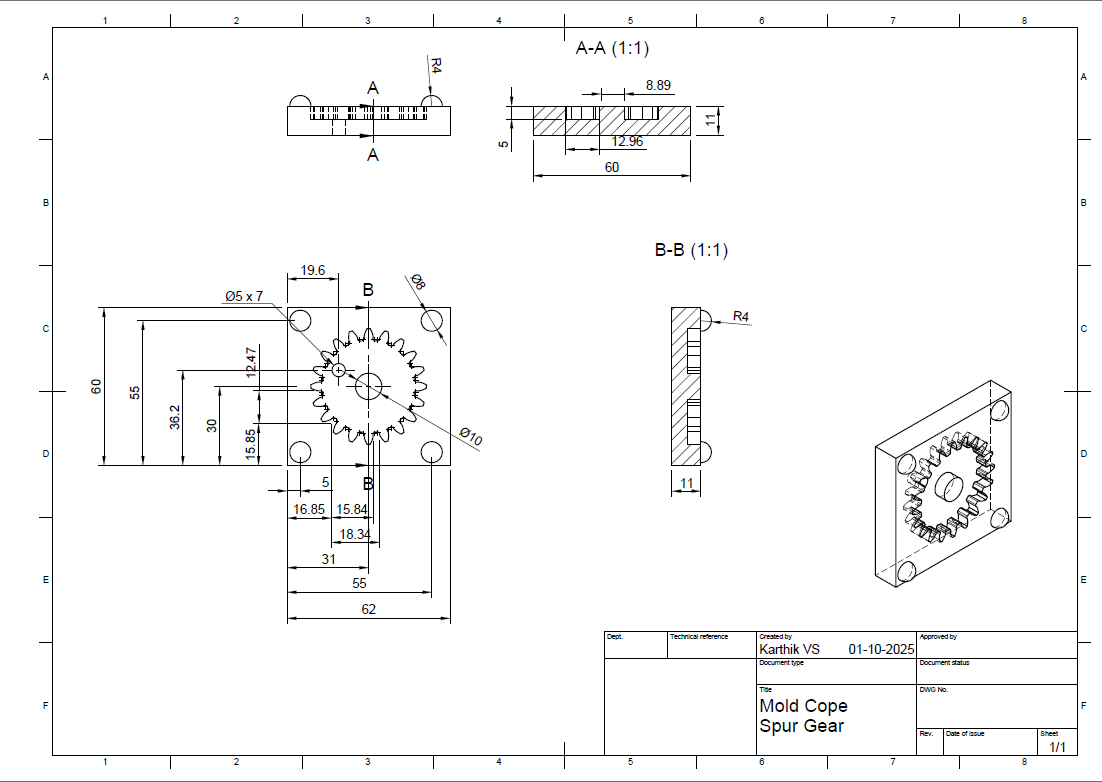 1 2 3 4 5 6 7 8
A A
A-A (1:1)
R4
A
8.89
11
5
12.96
A
60
B B
B-B (1:1)
19.6
Ø8
B
Ø5 x 7
R4
C C
12.47
60
55
36.2
30
15.85
Ø10
D D
5
B
11
16.85
15.84
18.34
31
E E
55
62
Dept.
Technical reference
Created by
Approved by
Karthik VS 01-10-2025
Document type
Document status
Title
DWG No.
Mold Cope
Spur Gear
F F
Rev.
Date of issue
Sheet
1/1
1 2 3 4 5 6 7 8